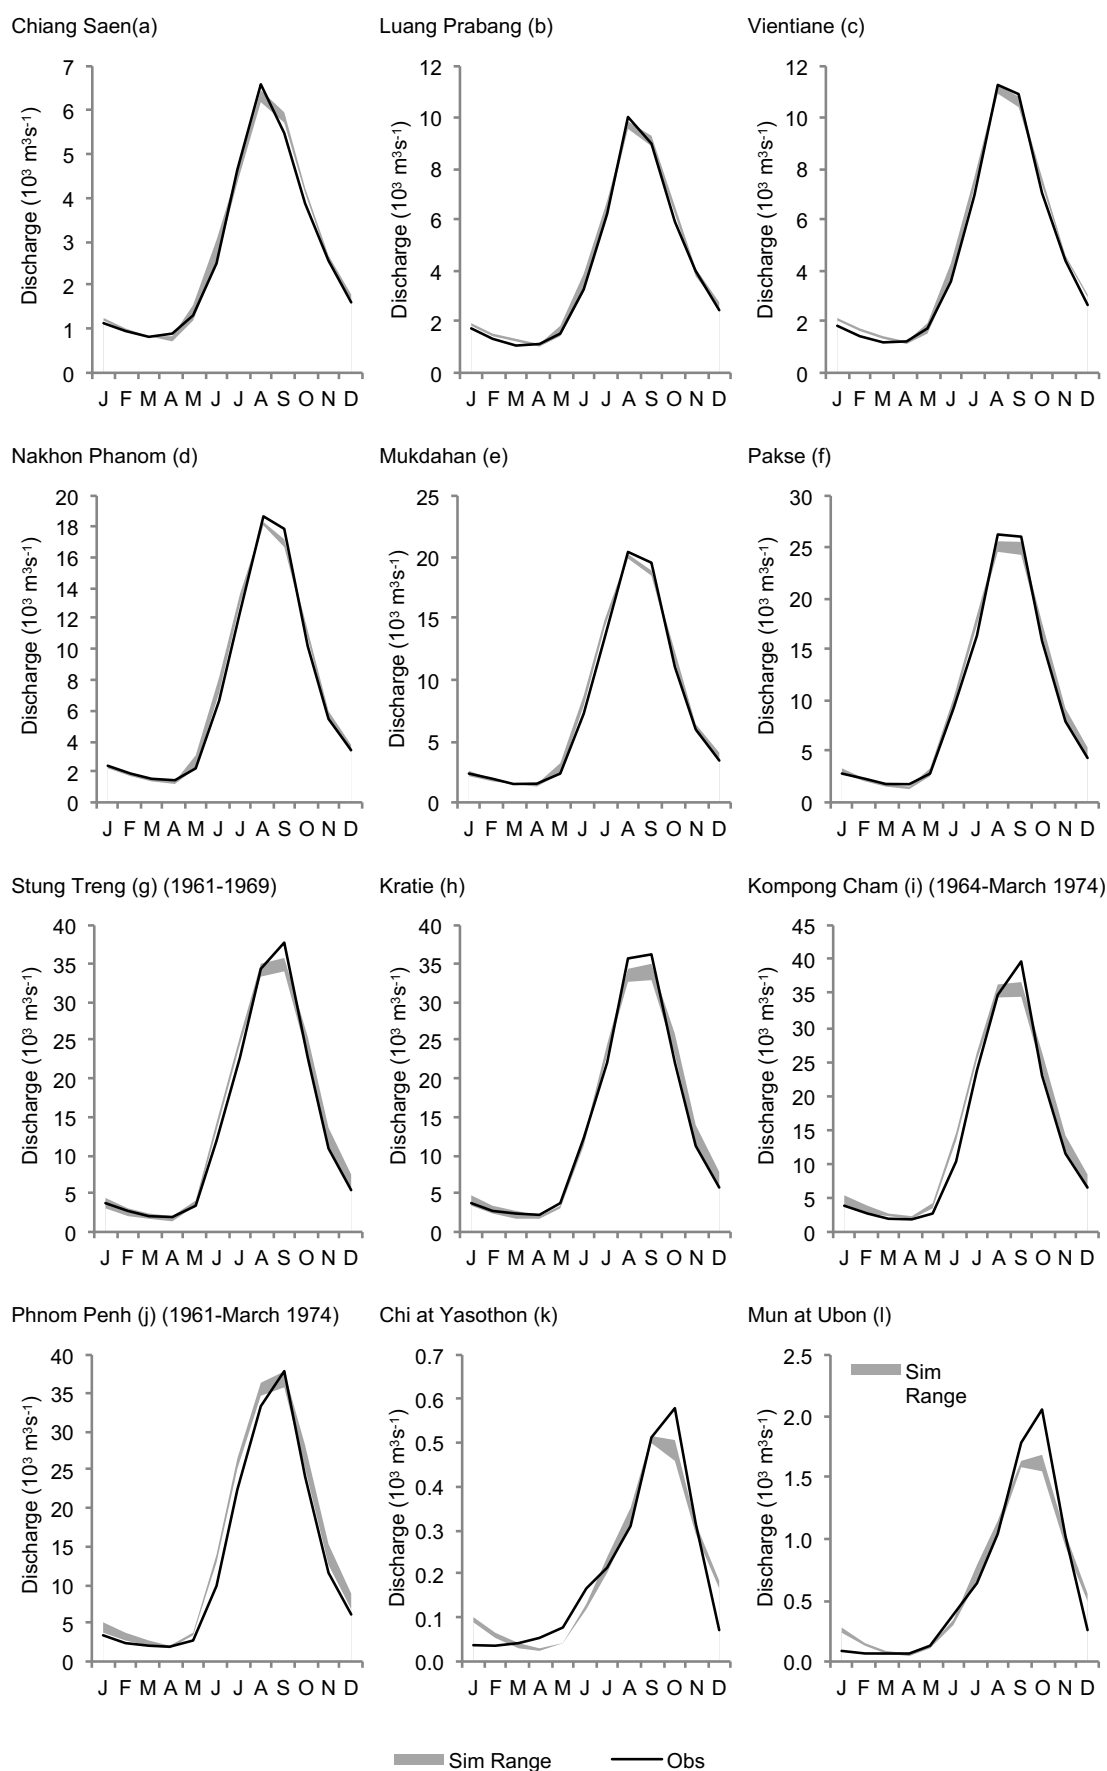 Chiang Saen(a)
Luang Prabang (b)
Vientiane (c)
Discharge (10³ m³s⁻¹)
7
6
5
4
3
2
1
0
J F M A M J J A S O N D
Discharge (10³ m³s⁻¹)
12
10
8
6
4
2
0
J F M A M J J A S O N D
Discharge (10³ m³s⁻¹)
12
10
8
6
4
2
0
J F M A M J J A S O N D
Nakhon Phanom (d)
Mukdahan (e)
Pakse (f)
Discharge (10³ m³s⁻¹)
20
18
16
14
12
10
8
6
4
2
0
J F M A M J J A S O N D
Discharge (10³ m³s⁻¹)
25
20
15
10
5
0
J F M A M J J A S O N D
Discharge (10³ m³s⁻¹)
30
25
20
15
10
5
0
J F M A M J J A S O N D
Stung Treng (g) (1961-1969)
Kratie (h)
Kompong Cham (i) (1964-March 1974)
Discharge (10³ m³s⁻¹)
40
35
30
25
20
15
10
5
0
J F M A M J J A S O N D
Discharge (10³ m³s⁻¹)
40
35
30
25
20
15
10
5
0
J F M A M J J A S O N D
Discharge (10³ m³s⁻¹)
45
40
35
30
25
20
15
10
5
0
J F M A M J J A S O N D
Phnom Penh (j) (1961-March 1974)
Chi at Yasothon (k)
Mun at Ubon (l)
Discharge (10³ m³s⁻¹)
40
35
30
25
20
15
10
5
0
J F M A M J J A S O N D
Discharge (10³ m³s⁻¹)
0.7
0.6
0.5
0.4
0.3
0.2
0.1
0.0
J F M A M J J A S O N D
Discharge (10³ m³s⁻¹)
2.5
2.0
1.5
1.0
0.5
0.0
Sim
Range
J F M A M J J A S O N D
Sim Range
Obs